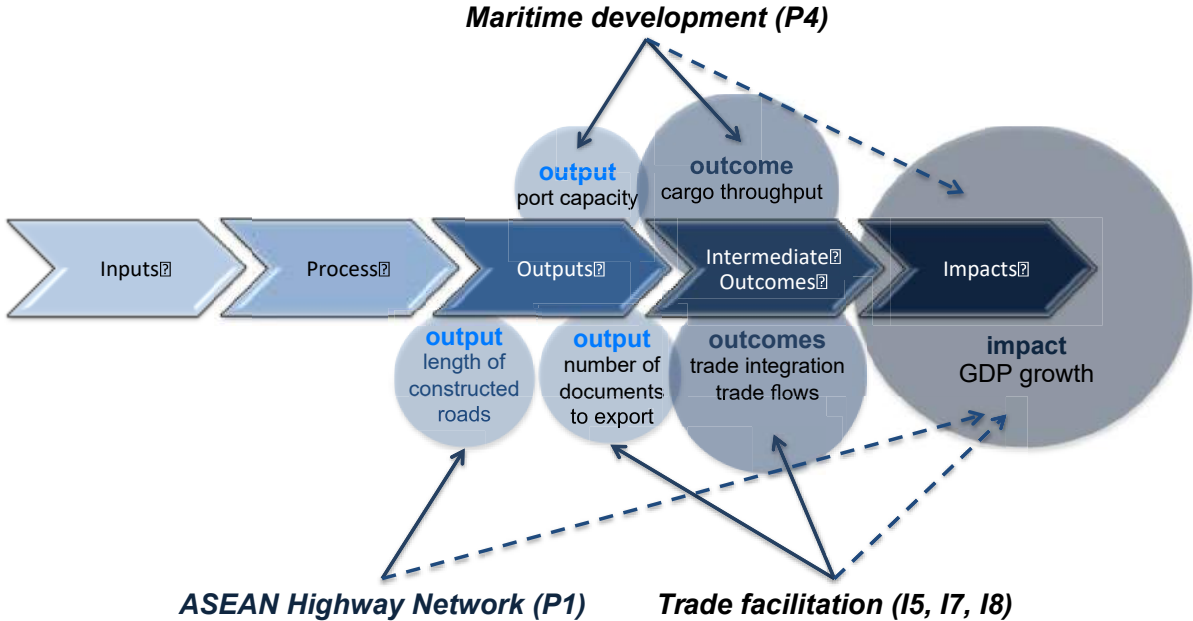 Maritime development (P4)
output
port capacity
outcome
cargo throughput
Inputs
Process
Outputs
Intermediate
Outcomes
Impacts
output
length of
constructed
roads
output
number of
documents
to export
outcomes
trade integration
trade flows
impact
GDP growth
ASEAN Highway Network (P1)
Trade facilitation (I5, I7, I8)